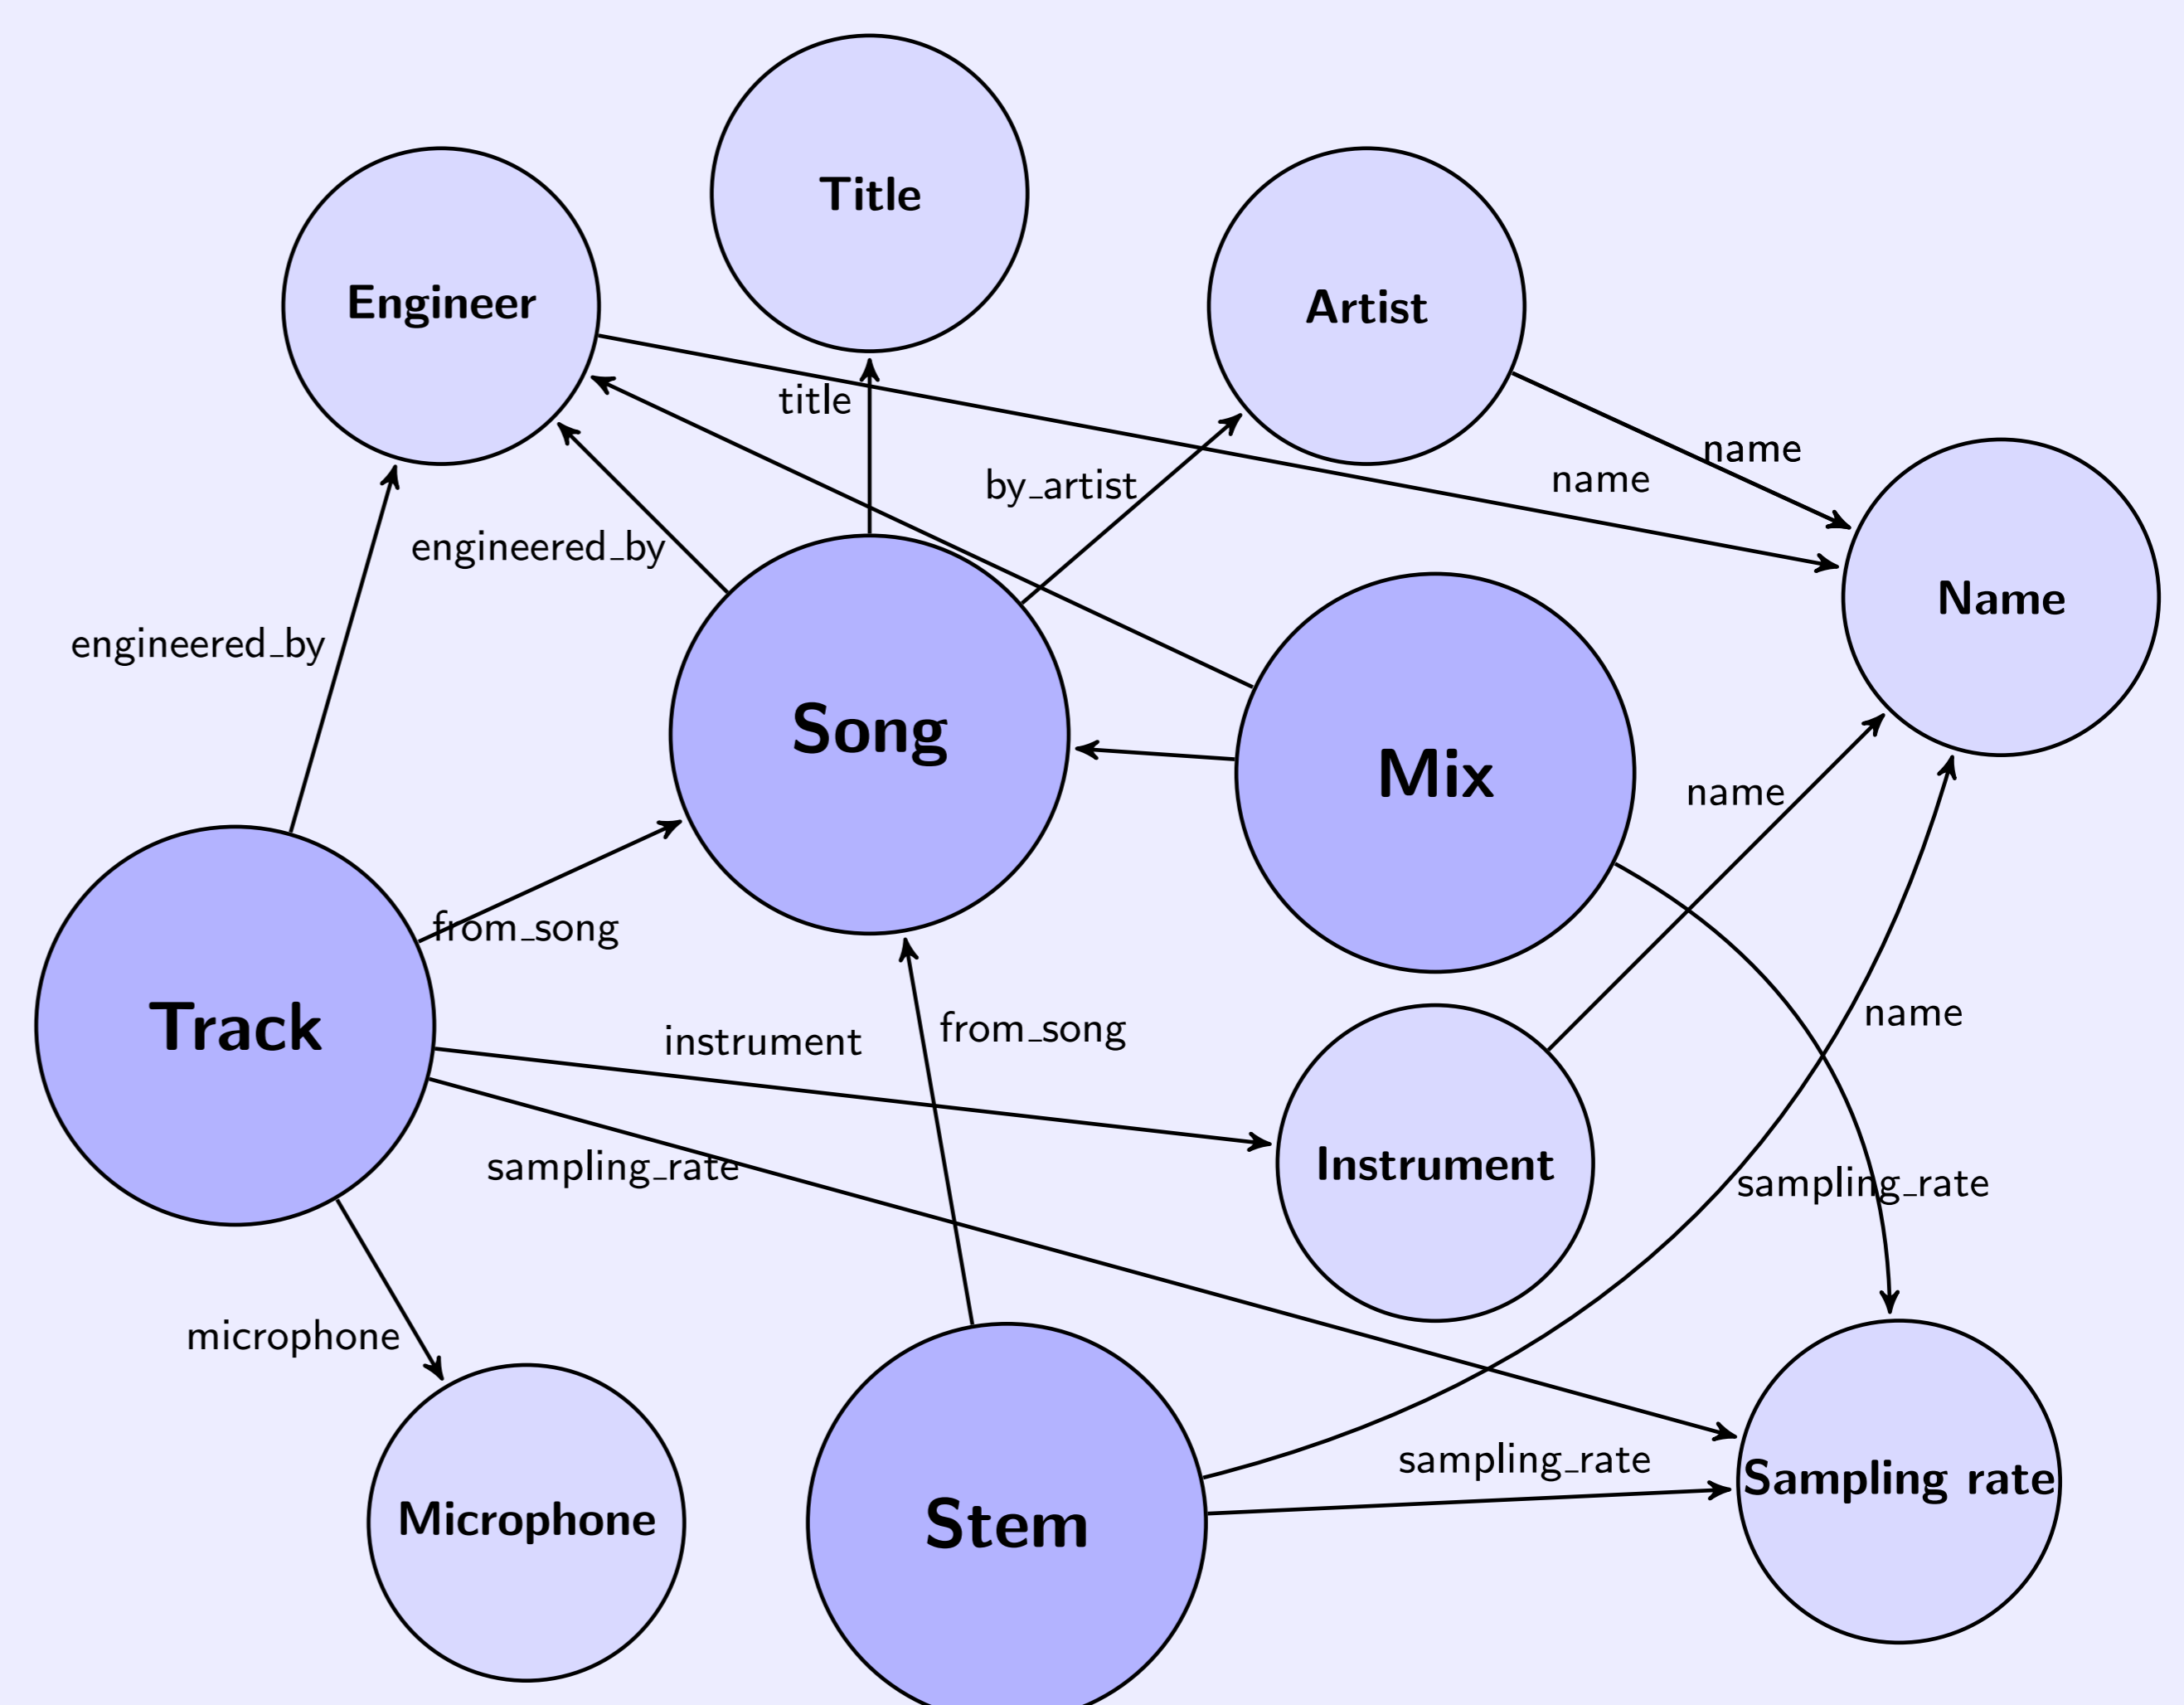 Title
Engineer
Artist
title
name
name
by_artist
engineered_by
Name
engineered_by
Song
Mix
name
from_song
Track
name
instrument
from_song
sampling_rate
Instrument
sampling_rate
microphone
sampling_rate
Sampling rate
Microphone
Stem